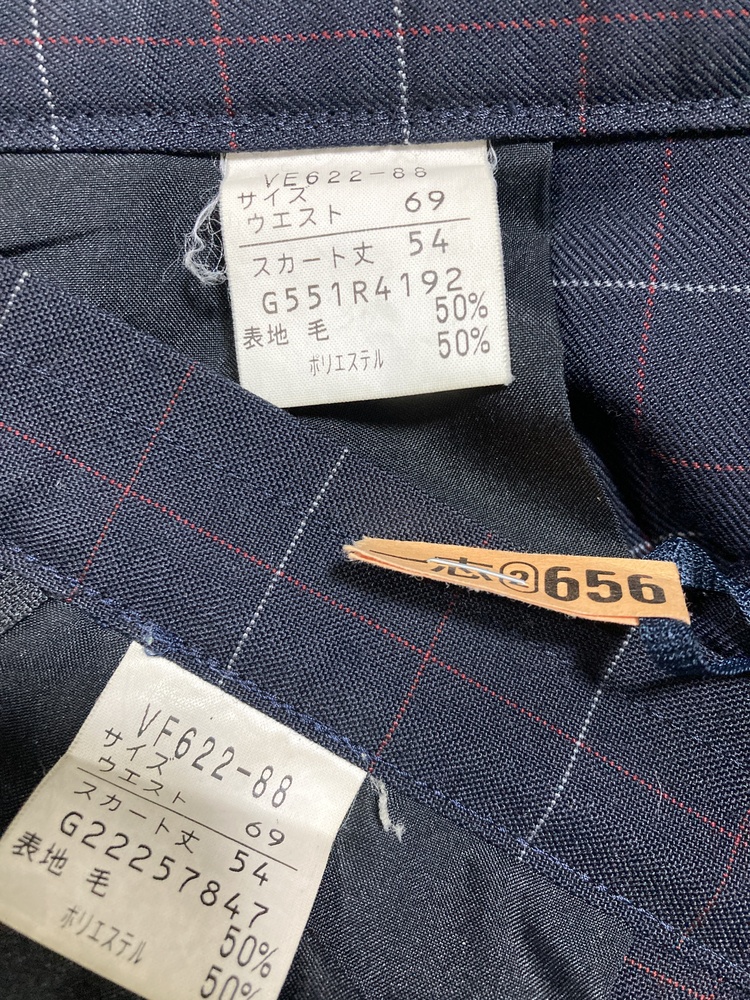 VE622-88
サイズ
ウエスト 69
スカート丈 54
G551R4192
表地 毛 50%
ポリエステル 50%
656
VE622-88
サイズ
ウエスト 69
スカート丈 54
G22257847
表地 毛 50%
ポリエステル 50%